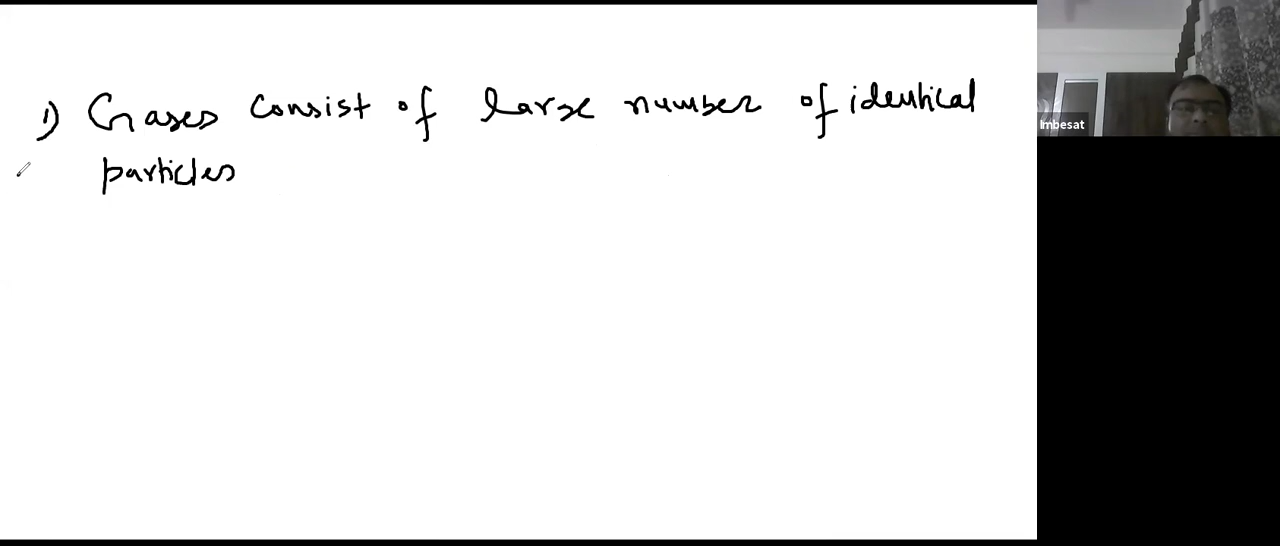 1) Gases consist of large number of identical
particles
Imbesat